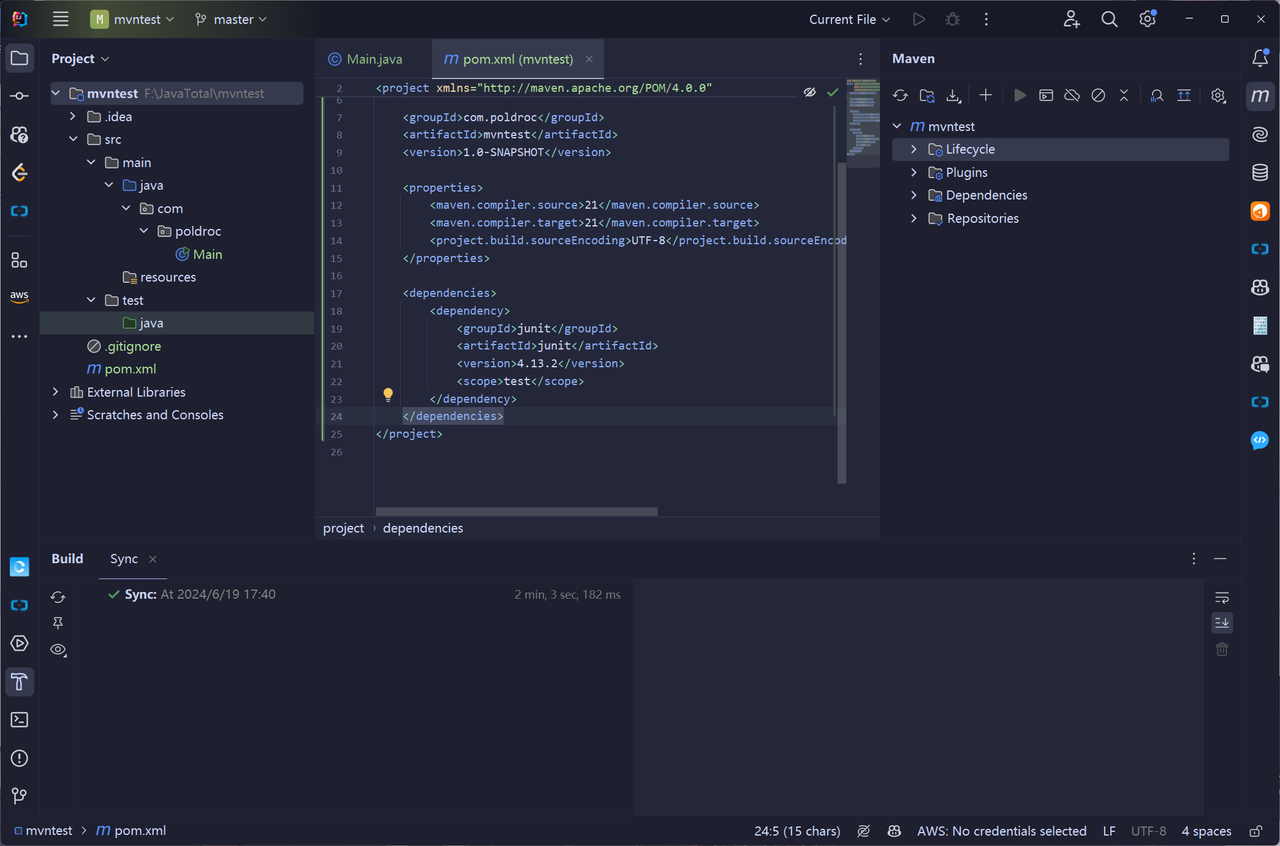 M mvntest master Current File
Project
Main.java
pom.xml (mvntest)
Maven
mvntest F:\JavaTotal\mvntest
.idea
src
main
java
com
poldroc
Main
resources
test
java
.gitignore
m pom.xml
External Libraries
Scratches and Consoles
aws
2 <project xmlns="http://maven.apache.org/POM/4.0.0"
6
7 <groupId>com.poldroc</groupId>
8 <artifactId>mvntest</artifactId>
9 <version>1.0-SNAPSHOT</version>
10
11 <properties>
12 <maven.compiler.source>21</maven.compiler.source>
13 <maven.compiler.target>21</maven.compiler.target>
14 <project.build.sourceEncoding>UTF-8</project.build.sourceEncod
15 </properties>
16
17 <dependencies>
18 <dependency>
19 <groupId>junit</groupId>
20 <artifactId>junit</artifactId>
21 <version>4.13.2</version>
22 <scope>test</scope>
23 </dependency>
24 </dependencies>
25 </project>
26
project › dependencies
m mvntest
Lifecycle
Plugins
Dependencies
Repositories
Build Sync
Sync: At 2024/6/19 17:40 2 min, 3 sec, 182 ms
mvntest > m pom.xml 24:5 (15 chars) AWS: No credentials selected LF UTF-8 4 spaces